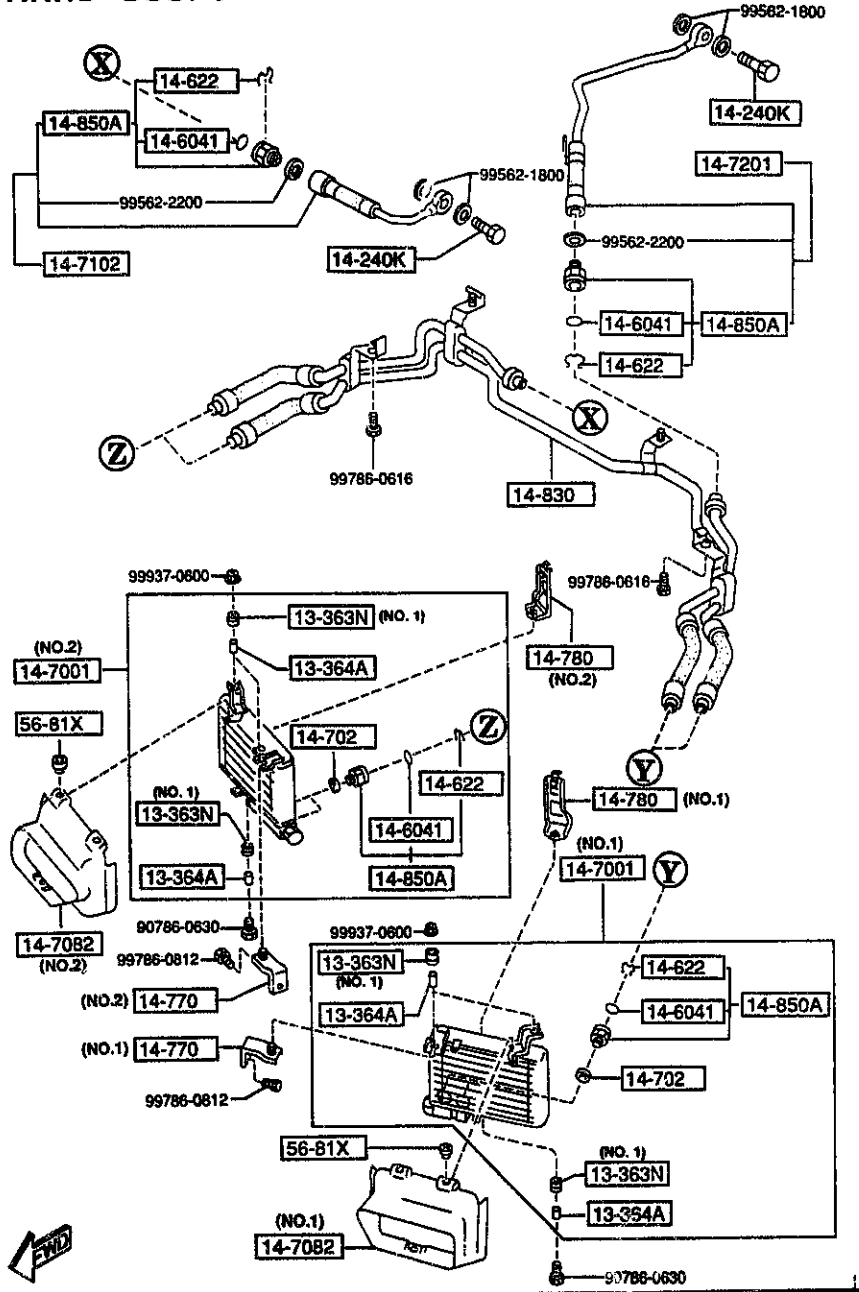 99562-1800
X
14-622
14-240K
14-850A
14-6041
14-7201
99562-1800
99562-2200
99562-2200
14-240K
14-7102
14-6041
14-850A
14-622
X
Z
99786-0616
14-830
99937-0600
99786-0616
13-363N (NO. 1)
(NO.2)
14-7001
13-364A
14-780
(NO.2)
56-81X
14-702
Z
Y
14-622
14-780 (NO.1)
(NO. 1)
13-363N
14-6041
(NO.1)
14-7001
Y
13-364A
14-850A
90786-0630
99937-0600
14-7082
(NO.2)
99786-0812
13-363N
(NO. 1)
14-622
(NO.2) 14-770
13-364A
14-6041
14-850A
(NO.1) 14-770
14-702
99786-0812
56-81X
(NO. 1)
13-363N
(NO.1)
14-7082
13-364A
90786-0630